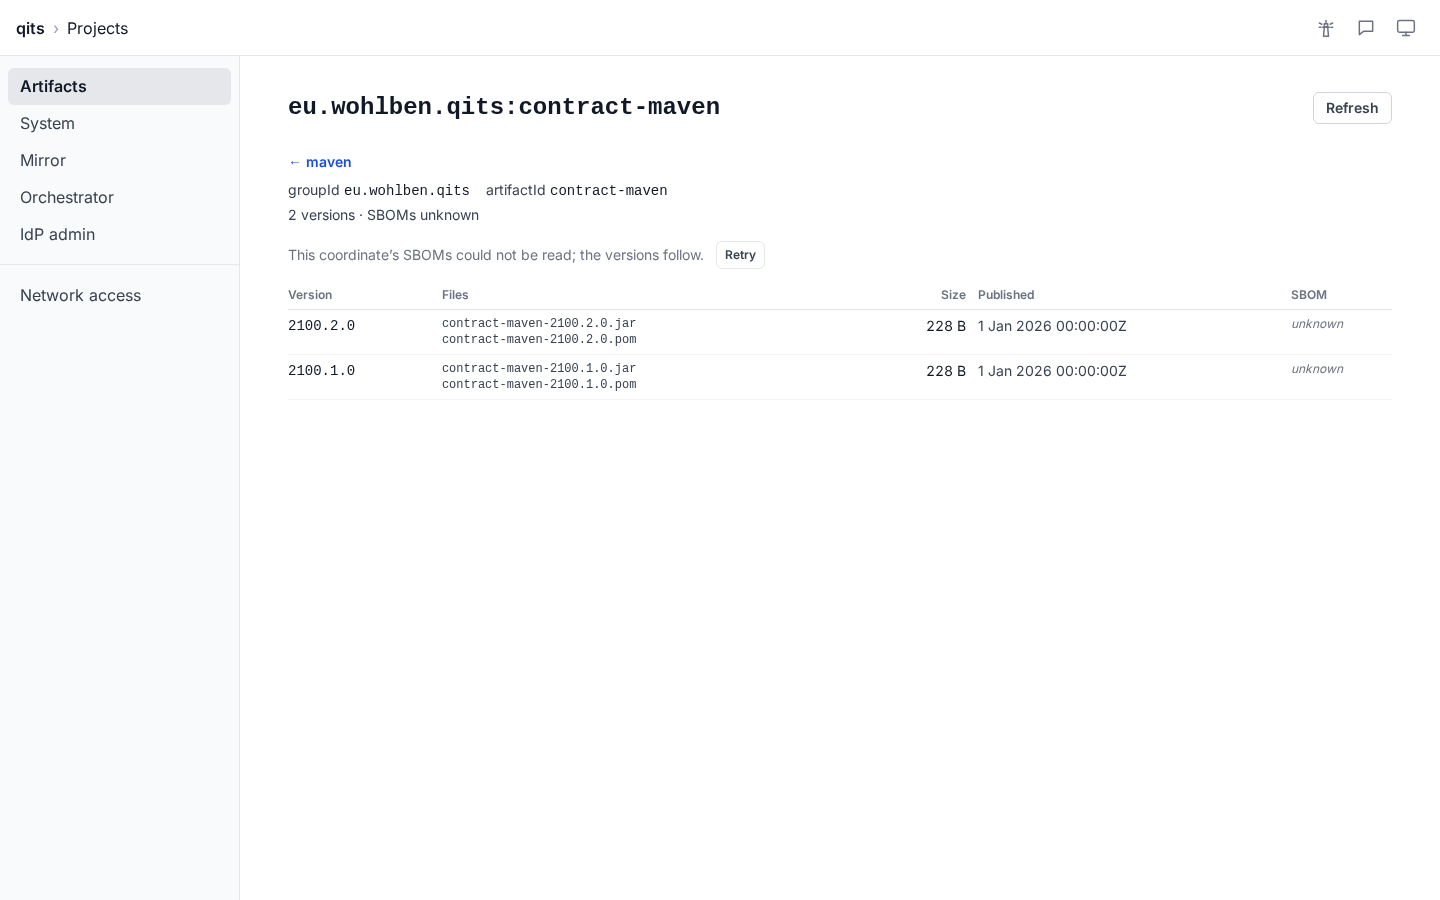 qits › Projects
Artifacts
System
Mirror
Orchestrator
IdP admin
Network access
eu.wohlben.qits:contract-maven
Refresh
← maven
groupId eu.wohlben.qits artifactId contract-maven
2 versions · SBOMs unknown
This coordinate’s SBOMs could not be read; the versions follow. Retry
Version Files Size Published SBOM
2100.2.0 contract-maven-2100.2.0.jar 228 B 1 Jan 2026 00:00:00Z unknown
contract-maven-2100.2.0.pom
2100.1.0 contract-maven-2100.1.0.jar 228 B 1 Jan 2026 00:00:00Z unknown
contract-maven-2100.1.0.pom